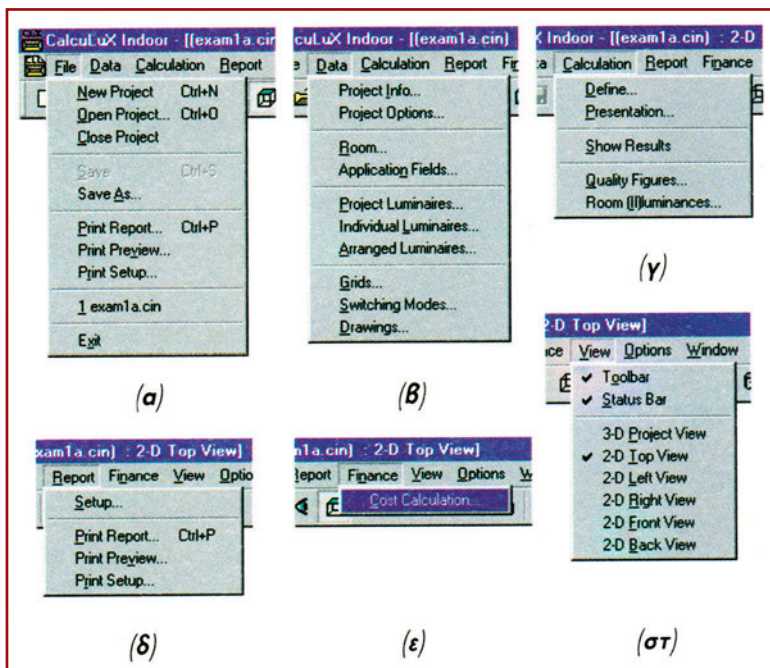 CalcuLuX Indoor - [(exam1a.cin
File Data Calculation Report
New Project Ctrl+N
Open Project... Ctrl+O
Close Project
Save Ctrl+S
Save As...
Print Report... Ctrl+P
Print Preview...
Print Setup...
1 exam1a.cin
Exit
(α)
cuLuX Indoor - [(exam1a.cin)
Data Calculation Report Fir
Project Info...
Project Options...
Room...
Application Fields...
Project Luminaires...
Individual Luminaires...
Arranged Luminaires...
Grids...
Switching Modes...
Drawings...
(β)
Indoor - [(exam1a.cin) : 2-D
Calculation Report Finance
Define...
Presentation...
Show Results
Quality Figures...
Room (Il)luminances...
(γ)
xam1a.cin) : 2-D Top View]
Report Finance View Optio
Setup...
Print Report... Ctrl+P
Print Preview...
Print Setup...
(δ)
n1a.cin) : 2-D Top View]
Report Finance View Options W
Cost Calculation...
(ε)
2-D Top View]
nce View Options Window
Toolbar
Status Bar
3-D Project View
2-D Top View
2-D Left View
2-D Right View
2-D Front View
2-D Back View
(στ)